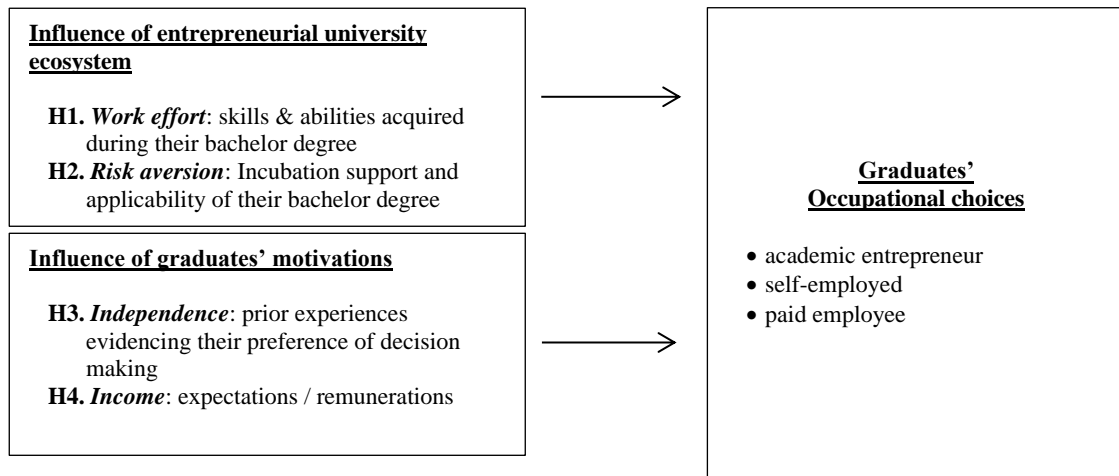 Influence of entrepreneurial university
ecosystem
H1. Work effort: skills & abilities acquired
during their bachelor degree
H2. Risk aversion: Incubation support and
applicability of their bachelor degree
Influence of graduates’ motivations
H3. Independence: prior experiences
evidencing their preference of decision
making
H4. Income: expectations / remunerations
Graduates’
Occupational choices
• academic entrepreneur
• self-employed
• paid employee